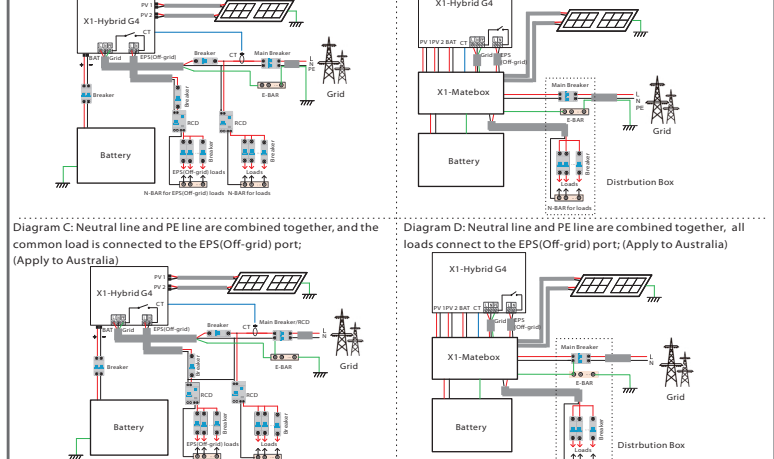 PV 1
PV 2
X1-Hybrid G4
CT
BAT
Grid
EPS(Off-grid)
Breaker
CT
Main Breaker
L
N
PE
Grid
E-BAR
Breaker
Breaker
RCD
RCD
Battery
Breaker
Breaker
EPS(Off-grid) loads
Loads
N-BAR for EPS(Off-grid) loads
N-BAR for loads
X1-Hybrid G4
PV 1 PV 2 BAT CT
Grid
EPS
(Off-grid)
X1-Matebox
Main Breaker
L
N
PE
E-BAR
Grid
Battery
Breaker
Loads
N-BAR for loads
Distrbution Box
Diagram C: Neutral line and PE line are combined together, and the
common load is connected to the EPS(Off-grid) port;
(Apply to Australia)
PV 1
PV 2
X1-Hybrid G4
CT
BAT
Grid
EPS(Off-grid)
Breaker
CT
Main Breaker/RCD
L
N
Grid
E-BAR
Breaker
Breaker
RCD
RCD
Battery
Breaker
Breaker
EPS(Off-grid) loads
Loads
Diagram D: Neutral line and PE line are combined together, all
loads connect to the EPS(Off-grid) port; (Apply to Australia)
X1-Hybrid G4
PV 1 PV 2 BAT CT
Grid
EPS
(Off-grid)
X1-Matebox
Main Breaker
L
N
E-BAR
Grid
Battery
Breaker
Loads
Distrbution Box